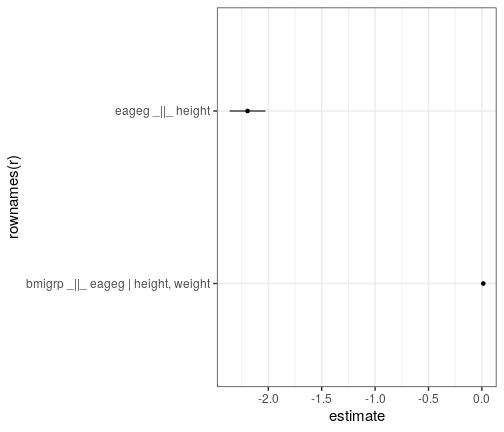 rownames(r)
eageg _||_ height
bmigrp _||_ eageg | height, weight
-2.0 -1.5 -1.0 -0.5 0.0
estimate